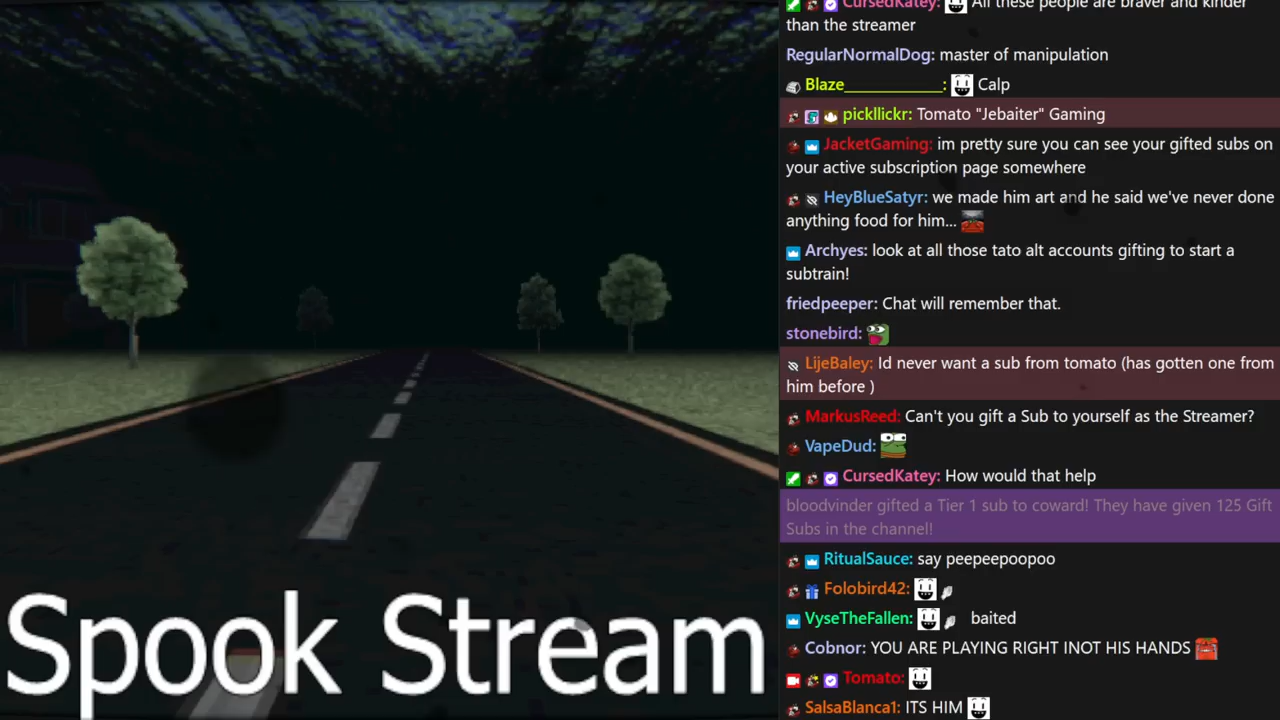 CursedKatey: All these people are braver and kinder
than the streamer
RegularNormalDog: master of manipulation
Blaze____________: Calp
pickllickr: Tomato "Jebaiter" Gaming
JacketGaming: im pretty sure you can see your gifted subs on
your active subscription page somewhere
HeyBlueSatyr: we made him art and he said we've never done
anything food for him...
Archyes: look at all those tato alt accounts gifting to start a
subtrain!
friedpeeper: Chat will remember that.
stonebird:
LijeBaley: Id never want a sub from tomato (has gotten one from
him before )
MarkusReed: Can't you gift a Sub to yourself as the Streamer?
VapeDud:
CursedKatey: How would that help
bloodvinder gifted a Tier 1 sub to coward! They have given 125 Gift
Subs in the channel!
RitualSauce: say peepeepoopoo
Folobird42:
VyseTheFallen: baited
Cobnor: YOU ARE PLAYING RIGHT INOT HIS HANDS
Tomato:
SalsaBlanca1: ITS HIM
Spook Stream